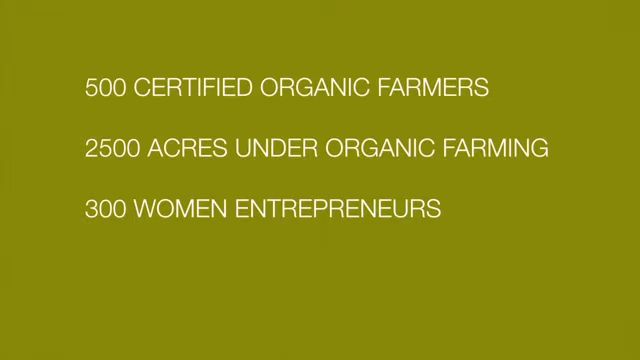 500 CERTIFIED ORGANIC FARMERS
2500 ACRES UNDER ORGANIC FARMING
300 WOMEN ENTREPRENEURS